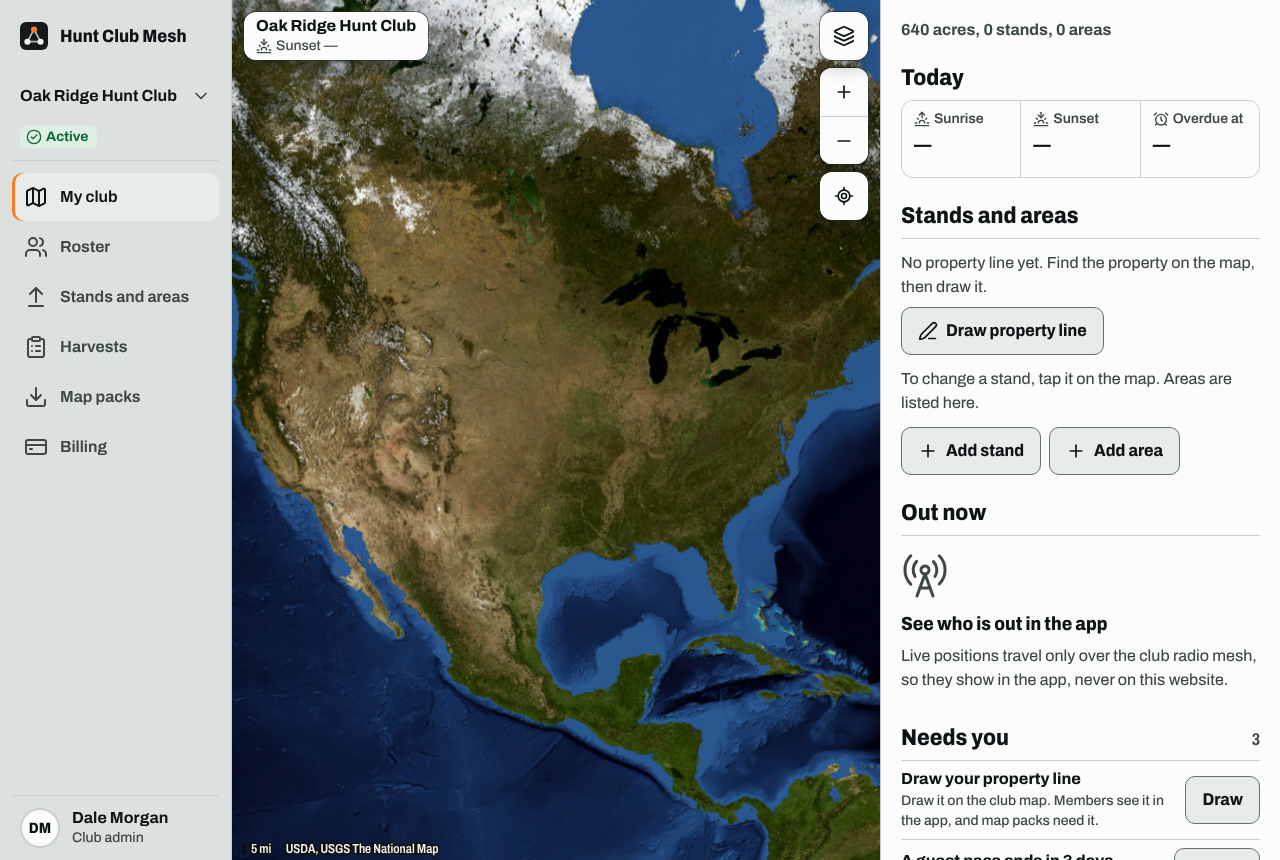 Hunt Club Mesh
Oak Ridge Hunt Club
Active
My club
Roster
Stands and areas
Harvests
Map packs
Billing
DM
Dale Morgan
Club admin
Oak Ridge Hunt Club
Sunset —
5 mi
USDA, USGS The National Map
640 acres, 0 stands, 0 areas
Today
Sunrise
—
Sunset
—
Overdue at
—
Stands and areas
No property line yet. Find the property on the map,
then draw it.
Draw property line
To change a stand, tap it on the map. Areas are
listed here.
Add stand
Add area
Out now
See who is out in the app
Live positions travel only over the club radio mesh,
so they show in the app, never on this website.
Needs you
3
Draw your property line
Draw it on the club map. Members see it in
the app, and map packs need it.
Draw